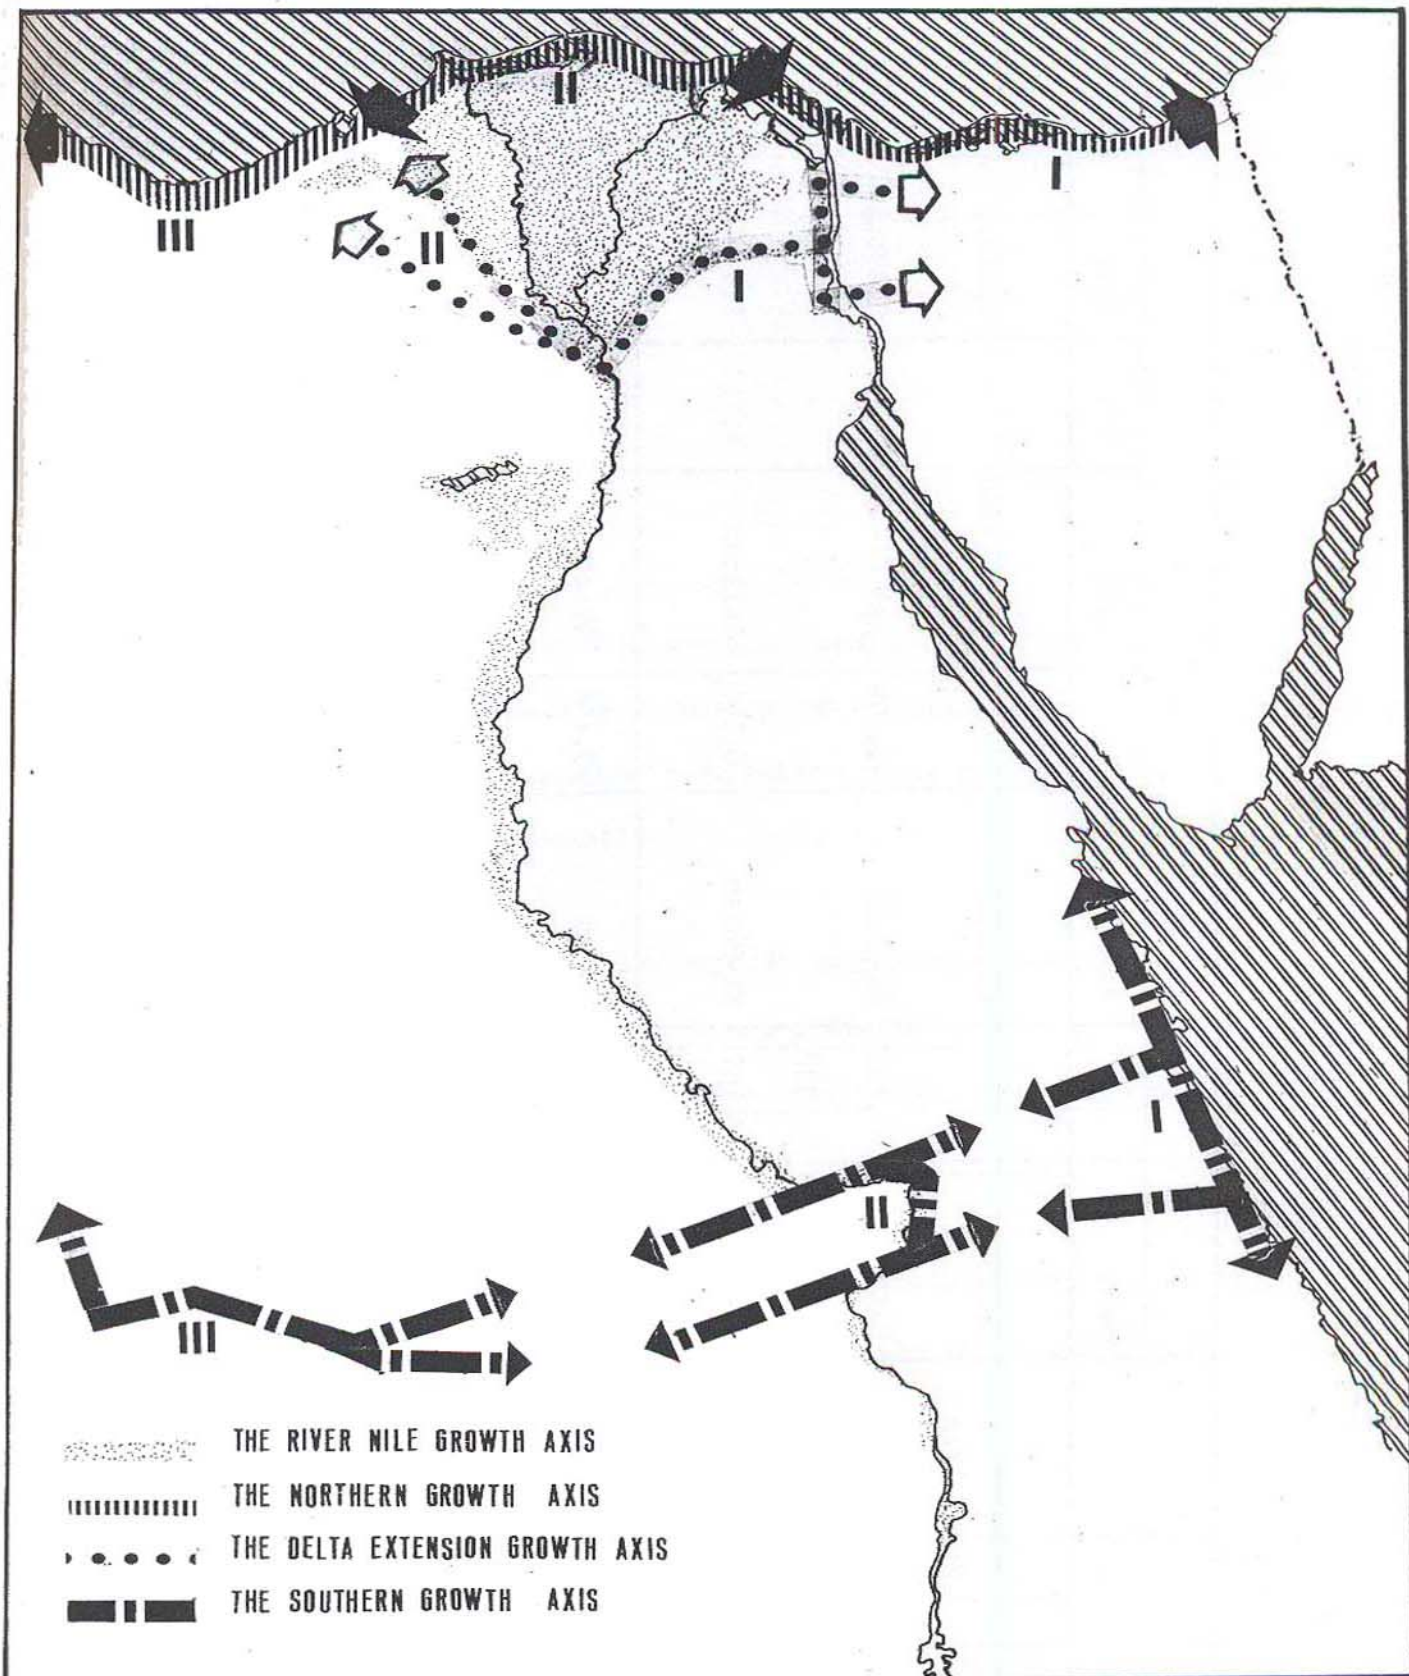 II
I
III
II
I
I
II
III
THE RIVER NILE GROWTH AXIS
THE NORTHERN GROWTH AXIS
THE DELTA EXTENSION GROWTH AXIS
THE SOUTHERN GROWTH AXIS